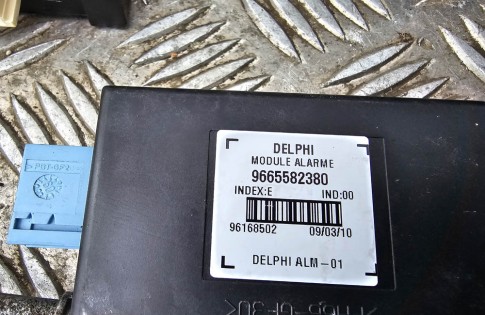 DELPHI
MODULE ALARME
9665582380
INDEX:E IND:00
96168502 09/03/10
DELPHI ALM-01